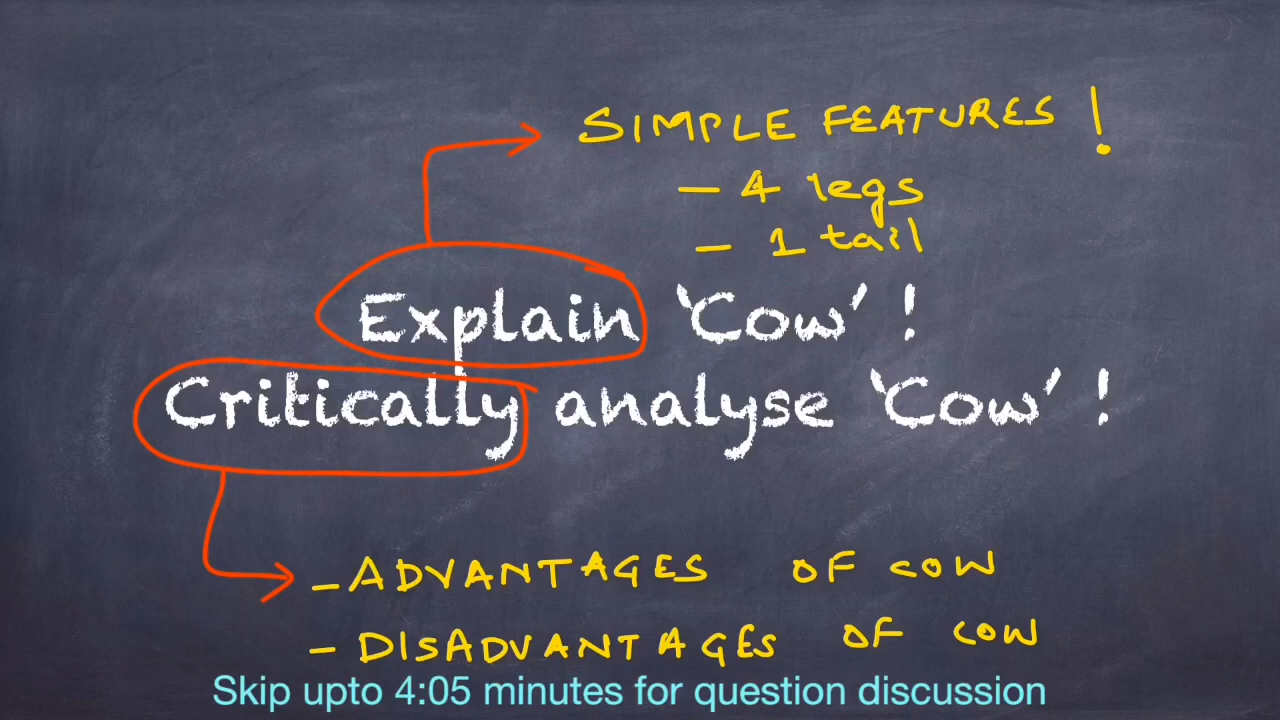 SIMPLE FEATURES !
- 4 legs
- 1 tail
Explain ‘Cow’ !
Critically analyse ‘Cow’ !
- ADVANTAGES OF COW
- DISADVANTAGES OF COW
Skip upto 4:05 minutes for question discussion